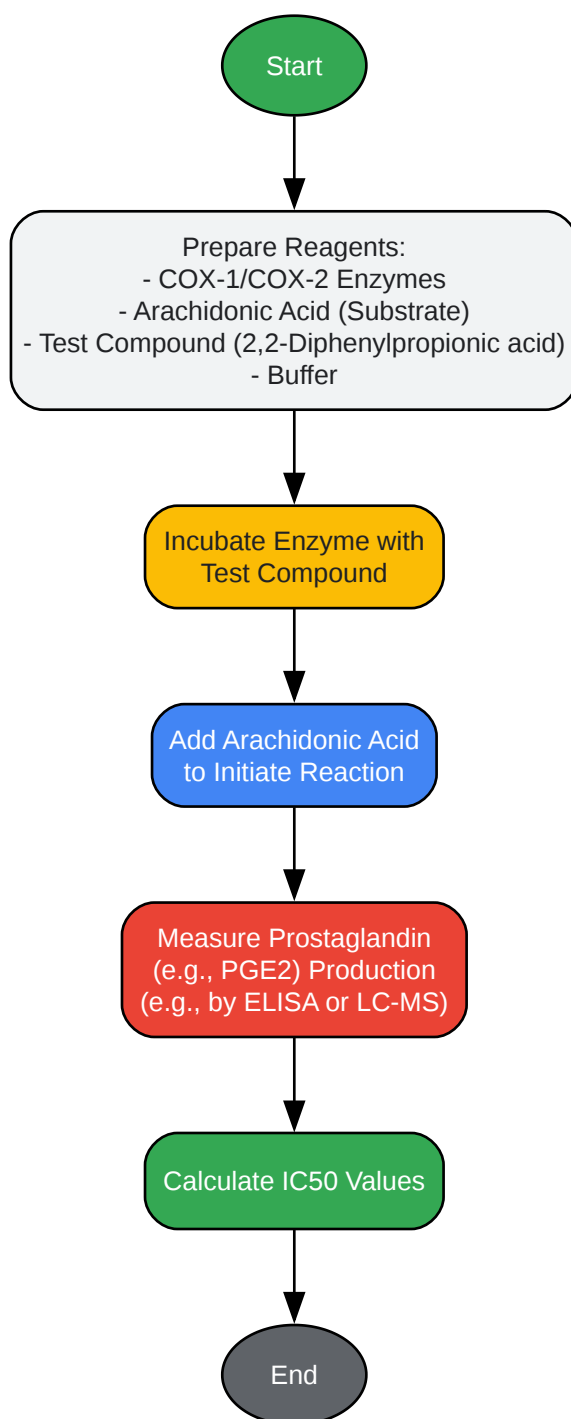 Start
Prepare Reagents:
- COX-1/COX-2 Enzymes
- Arachidonic Acid (Substrate)
- Test Compound (2,2-Diphenylpropionic acid)
- Buffer
Incubate Enzyme with
Test Compound
Add Arachidonic Acid
to Initiate Reaction
Measure Prostaglandin
(e.g., PGE2) Production
(e.g., by ELISA or LC-MS)
Calculate IC50 Values
End